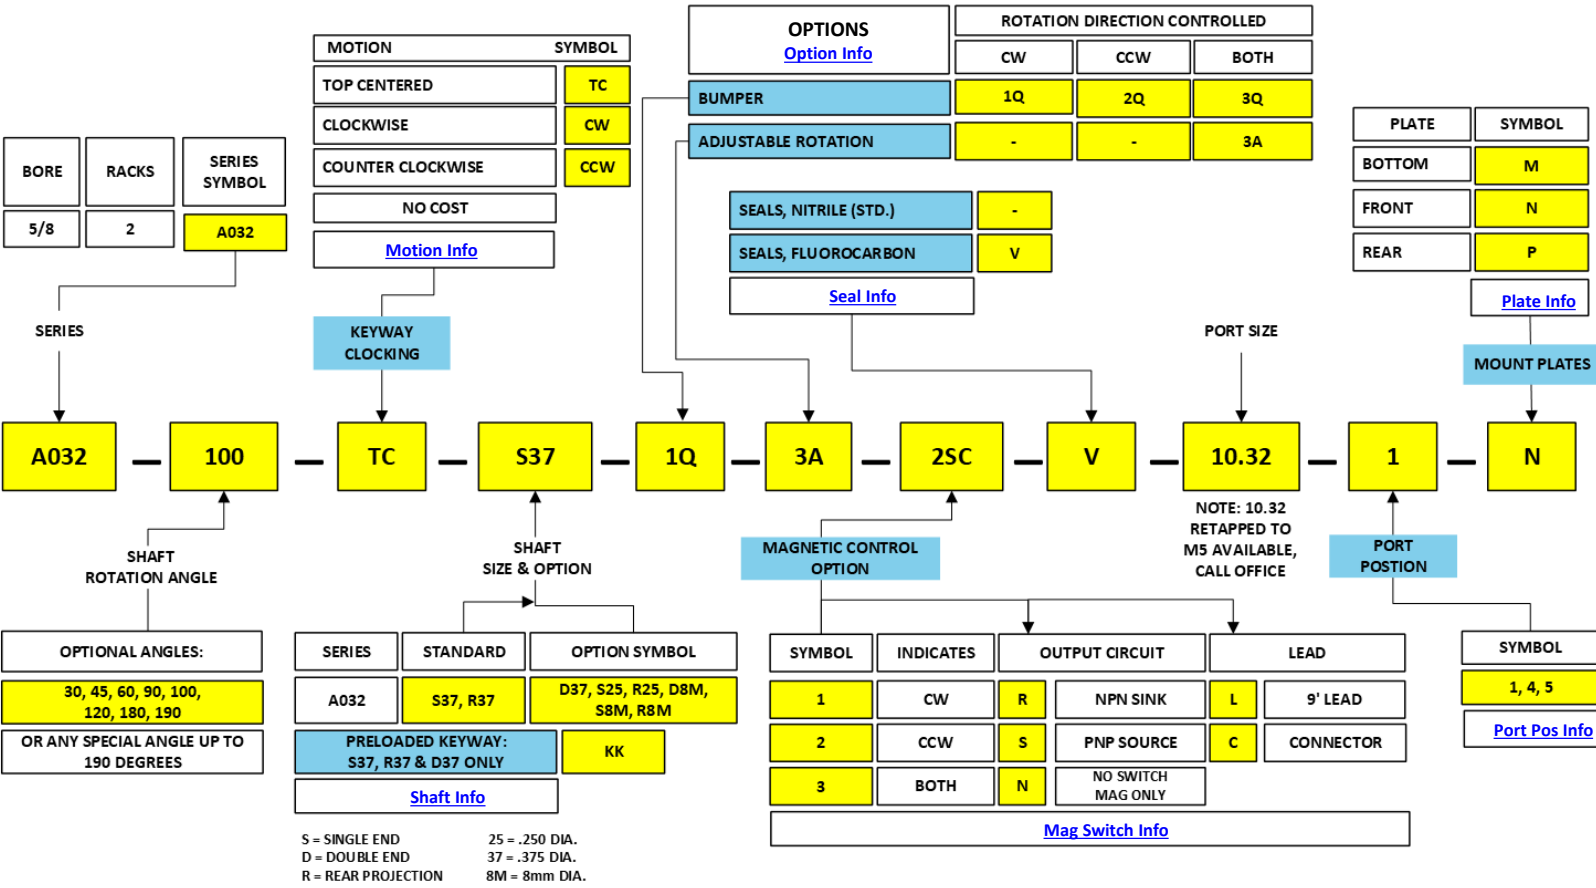 OPTIONS
Option Info
ROTATION DIRECTION CONTROLLED
CW CCW BOTH
BUMPER 1Q 2Q 3Q
ADJUSTABLE ROTATION - - 3A
MOTION SYMBOL
TOP CENTERED TC
CLOCKWISE CW
COUNTER CLOCKWISE CCW
NO COST
Motion Info
BORE RACKS SERIES
SYMBOL
5/8 2 A032
SEALS, NITRILE (STD.) -
SEALS, FLUOROCARBON V
Seal Info
PLATE SYMBOL
BOTTOM M
FRONT N
REAR P
Plate Info
SERIES
KEYWAY
CLOCKING
PORT SIZE
MOUNT PLATES
A032 — 100 — TC — S37 — 1Q — 3A — 2SC — V — 10.32 — 1 — N
SHAFT
ROTATION ANGLE
SHAFT
SIZE & OPTION
MAGNETIC CONTROL
OPTION
NOTE: 10.32
RETAPPED TO
M5 AVAILABLE,
CALL OFFICE
PORT
POSTION
OPTIONAL ANGLES:
30, 45, 60, 90, 100,
120, 180, 190
OR ANY SPECIAL ANGLE UP TO
190 DEGREES
SERIES STANDARD OPTION SYMBOL
A032 S37, R37 D37, S25, R25, D8M,
S8M, R8M
PRELOADED KEYWAY:
S37, R37 & D37 ONLY
KK
Shaft Info
S = SINGLE END 25 = .250 DIA.
D = DOUBLE END 37 = .375 DIA.
R = REAR PROJECTION 8M = 8mm DIA.
SYMBOL INDICATES OUTPUT CIRCUIT LEAD
1 CW R NPN SINK L 9' LEAD
2 CCW S PNP SOURCE C CONNECTOR
3 BOTH N NO SWITCH
MAG ONLY
Mag Switch Info
SYMBOL
1, 4, 5
Port Pos Info